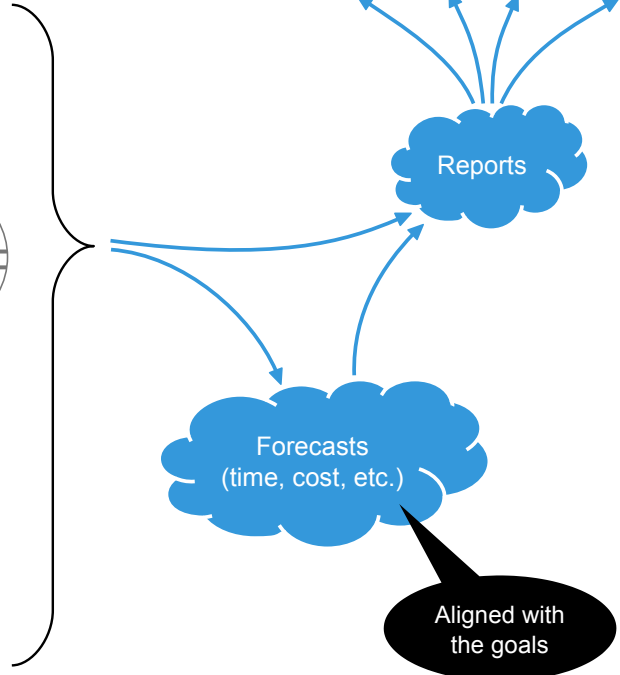 Reports
Forecasts
(time, cost, etc.)
Aligned with
the goals